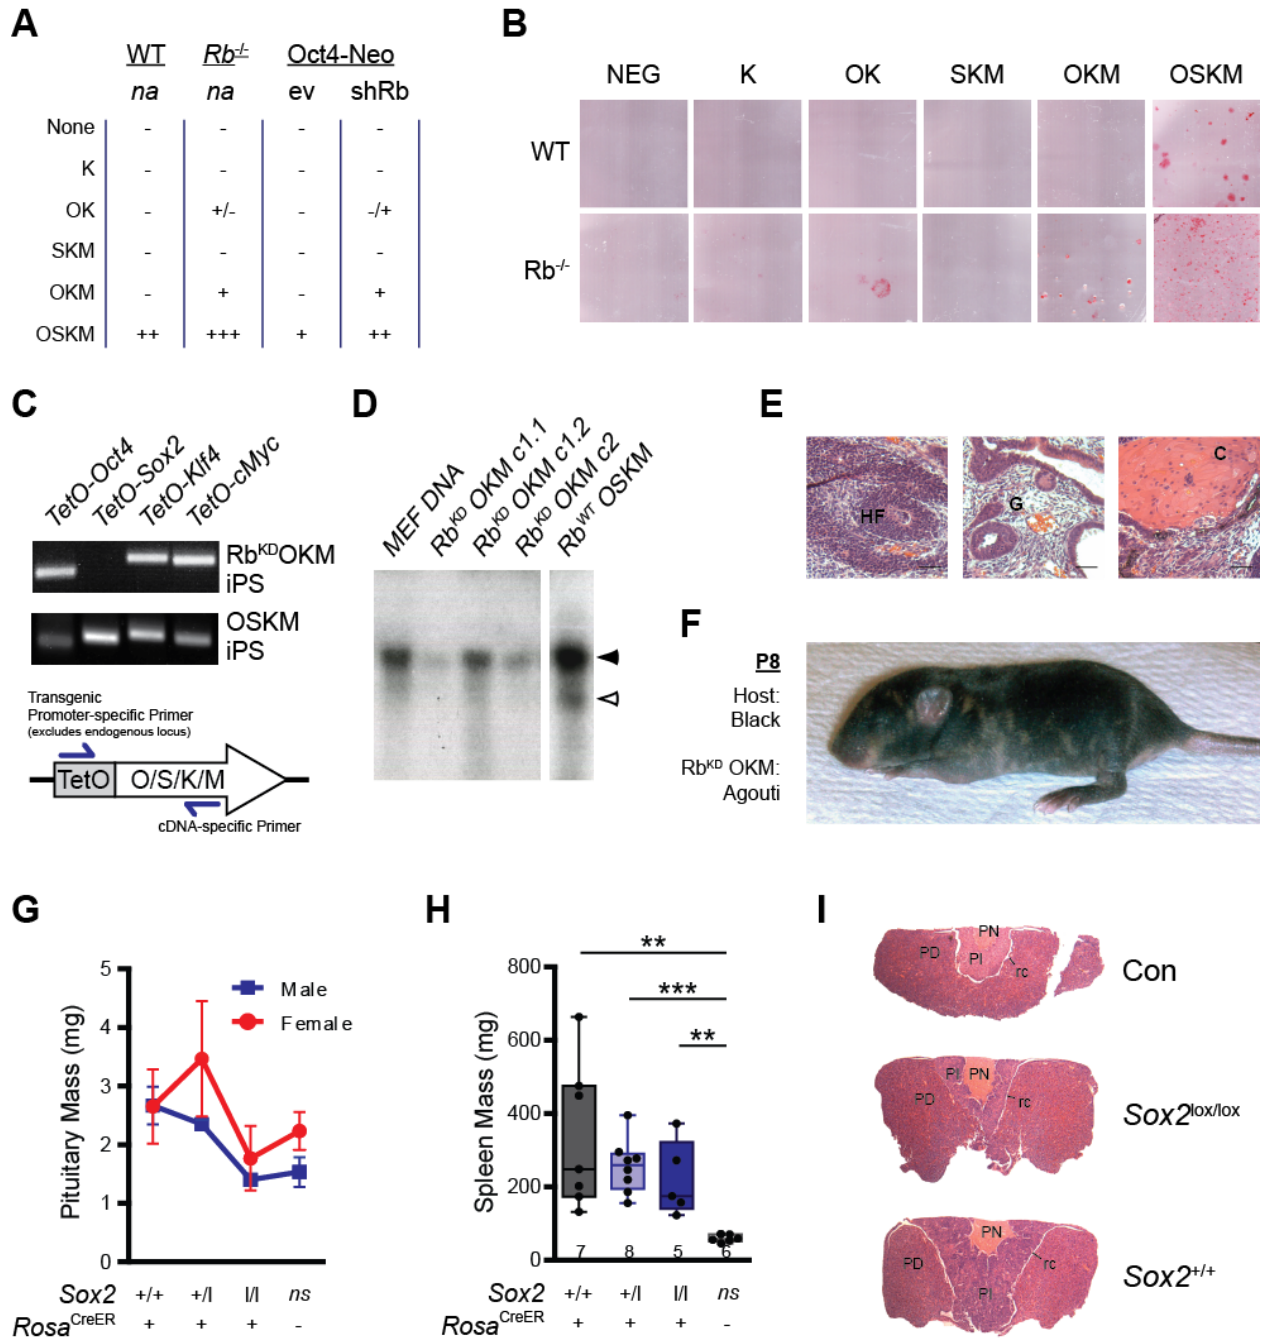 A
WT Rb-/- Oct4-Neo
na na ev shRb
None - - - -
K - - - -
OK - +/- - -/+
SKM - - - -
OKM - + - +
OSKM ++ +++ + ++
B
NEG K OK SKM OKM OSKM
WT
Rb-/-
C
TetO-Oct4 TetO-Sox2 TetO-Klf4 TetO-cMyc
RbKDOKM
iPS
OSKM
iPS
Transgenic
Promoter-specific Primer
(excludes endogenous locus)
TetO O/S/K/M
cDNA-specific Primer
D
MEF DNA RbKD OKM c1.1 RbKD OKM c1.2 RbKD OKM c2 RbWT OSKM
E
HF G C
F
P8
Host:
Black
RbKD OKM:
Agouti
G
Pituitary Mass (mg)
5
4
3
2
1
0
Male
Female
Sox2 +/+ +/l l/l ns
RosaCreER + + + -
H
Spleen Mass (mg)
800
600
400
200
0
**
***
**
7 8 5 6
Sox2 +/+ +/l l/l ns
RosaCreER + + + -
I
PD PN PI rc
Con
PD PI PN rc
Sox2lox/lox
PD PN PI rc
Sox2+/+